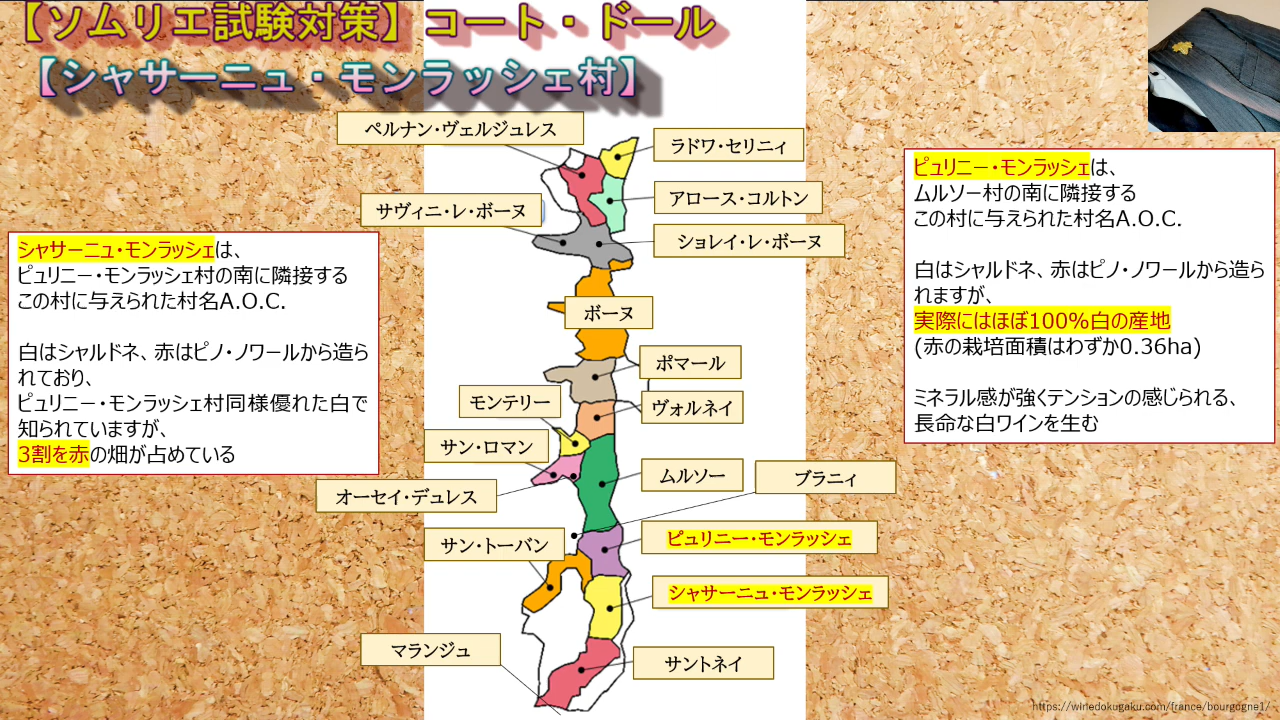 【ソムリエ試験対策】コート・ドール
【シャサーニュ・モンラッシェ村】
ペルナン・ヴェルジュレス
ラドワ・セリニィ
アロース・コルトン
サヴィニ・レ・ボーヌ
ショレイ・レ・ボーヌ
ボーヌ
ポマール
モンテリー
ヴォルネイ
サン・ロマン
ムルソー
ブラニィ
オーセイ・デュレス
サン・トーバン
ピュリニー・モンラッシェ
シャサーニュ・モンラッシェ
マランジュ
サントネイ
シャサーニュ・モンラッシェは、
ピュリニー・モンラッシェ村の南に隣接する
この村に与えられた村名A.O.C.
白はシャルドネ、赤はピノ・ノワールから造ら
れており、
ピュリニー・モンラッシェ村同様優れた白で
知られていますが、
3割を赤の畑が占めている
ピュリニー・モンラッシェは、
ムルソー村の南に隣接する
この村に与えられた村名A.O.C.
白はシャルドネ、赤はピノ・ノワールから造ら
れますが、
実際にはほぼ100%白の産地
(赤の栽培面積はわずか0.36ha)
ミネラル感が強くテンションの感じられる、
長命な白ワインを生む
https://winedokugaku.com/france/bourgogne1/